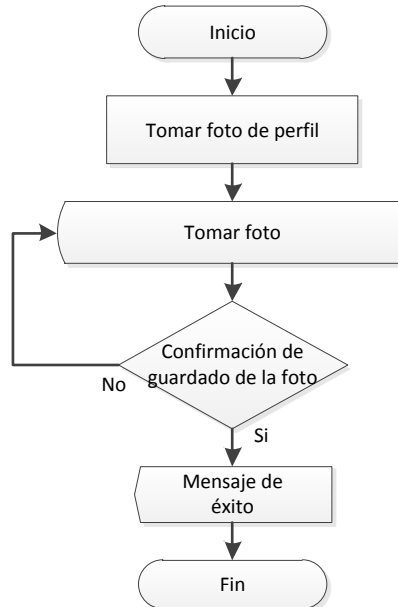 Inicio
Tomar foto de perfil
Tomar foto
Confirmación de
guardado de la foto
No
Si
Mensaje de
éxito
Fin